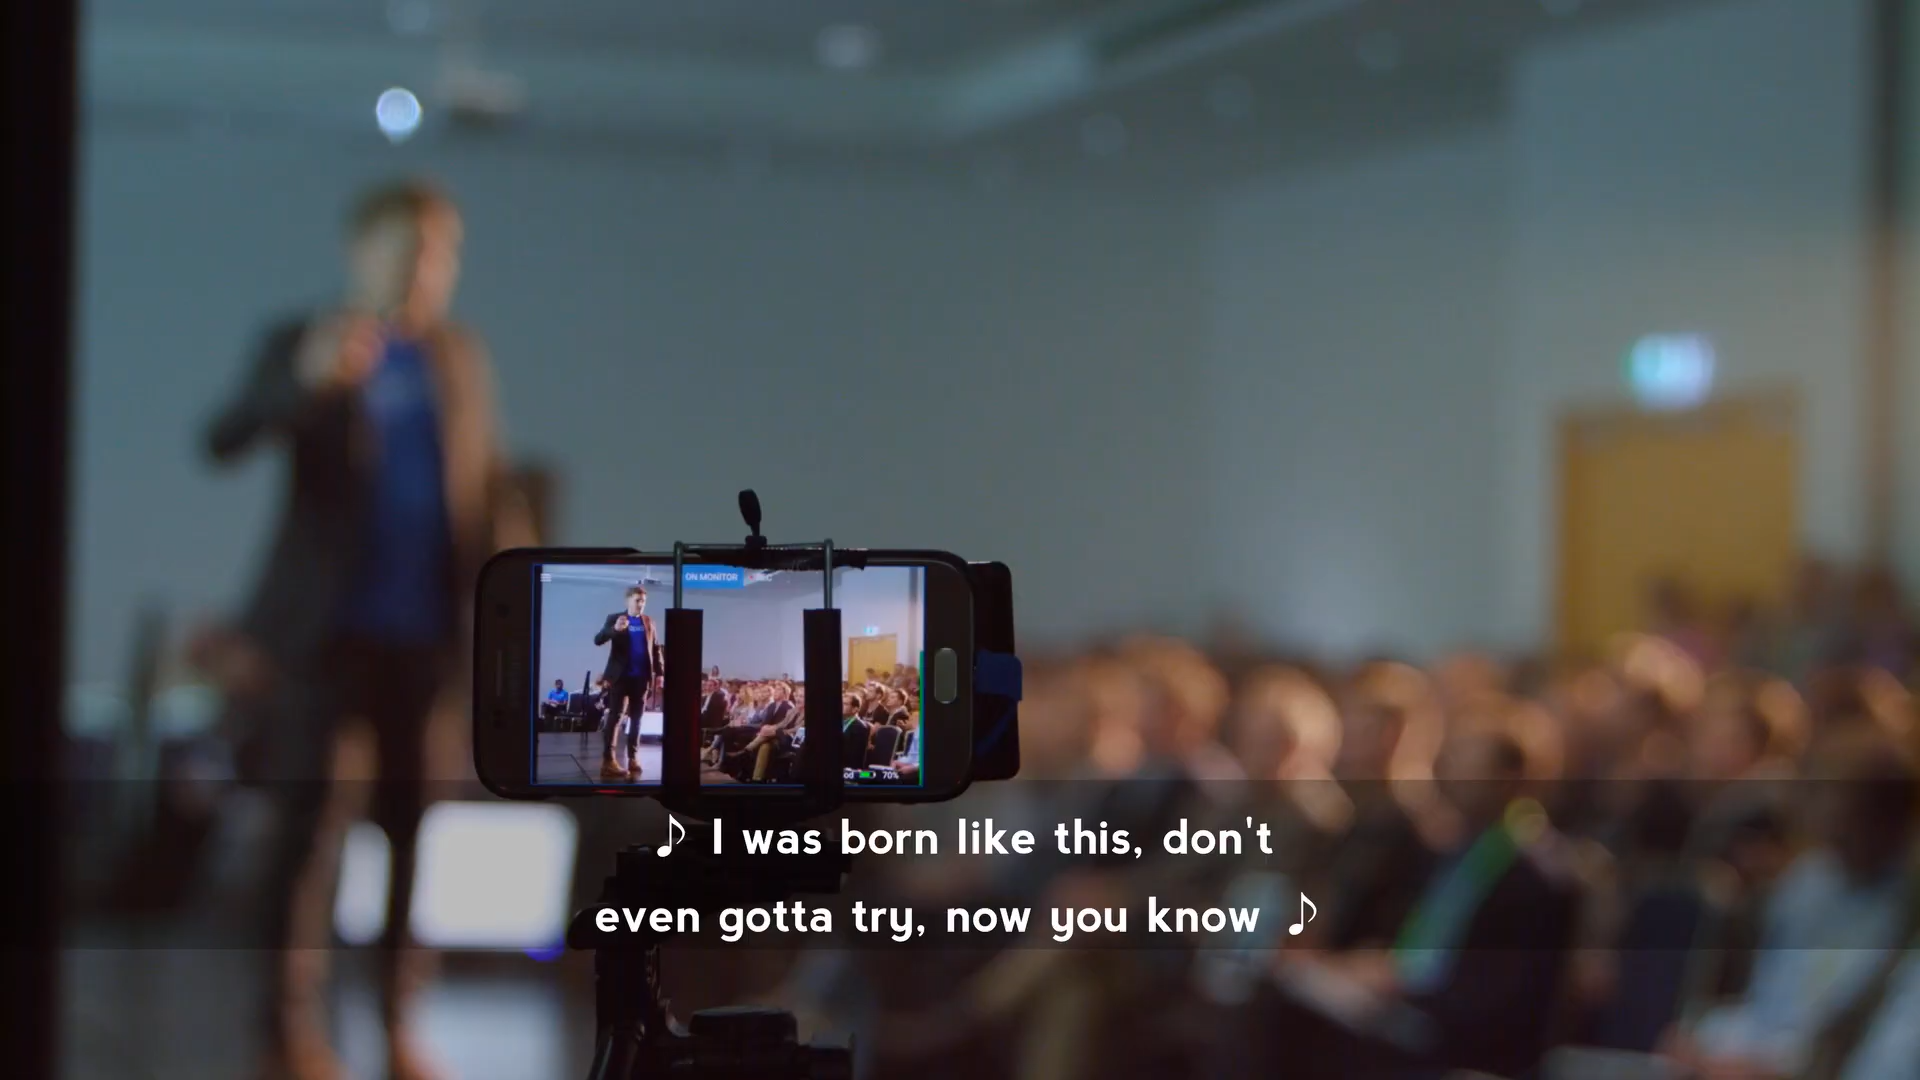 ON MONITOR
70%
♪ I was born like this, don't
even gotta try, now you know ♪